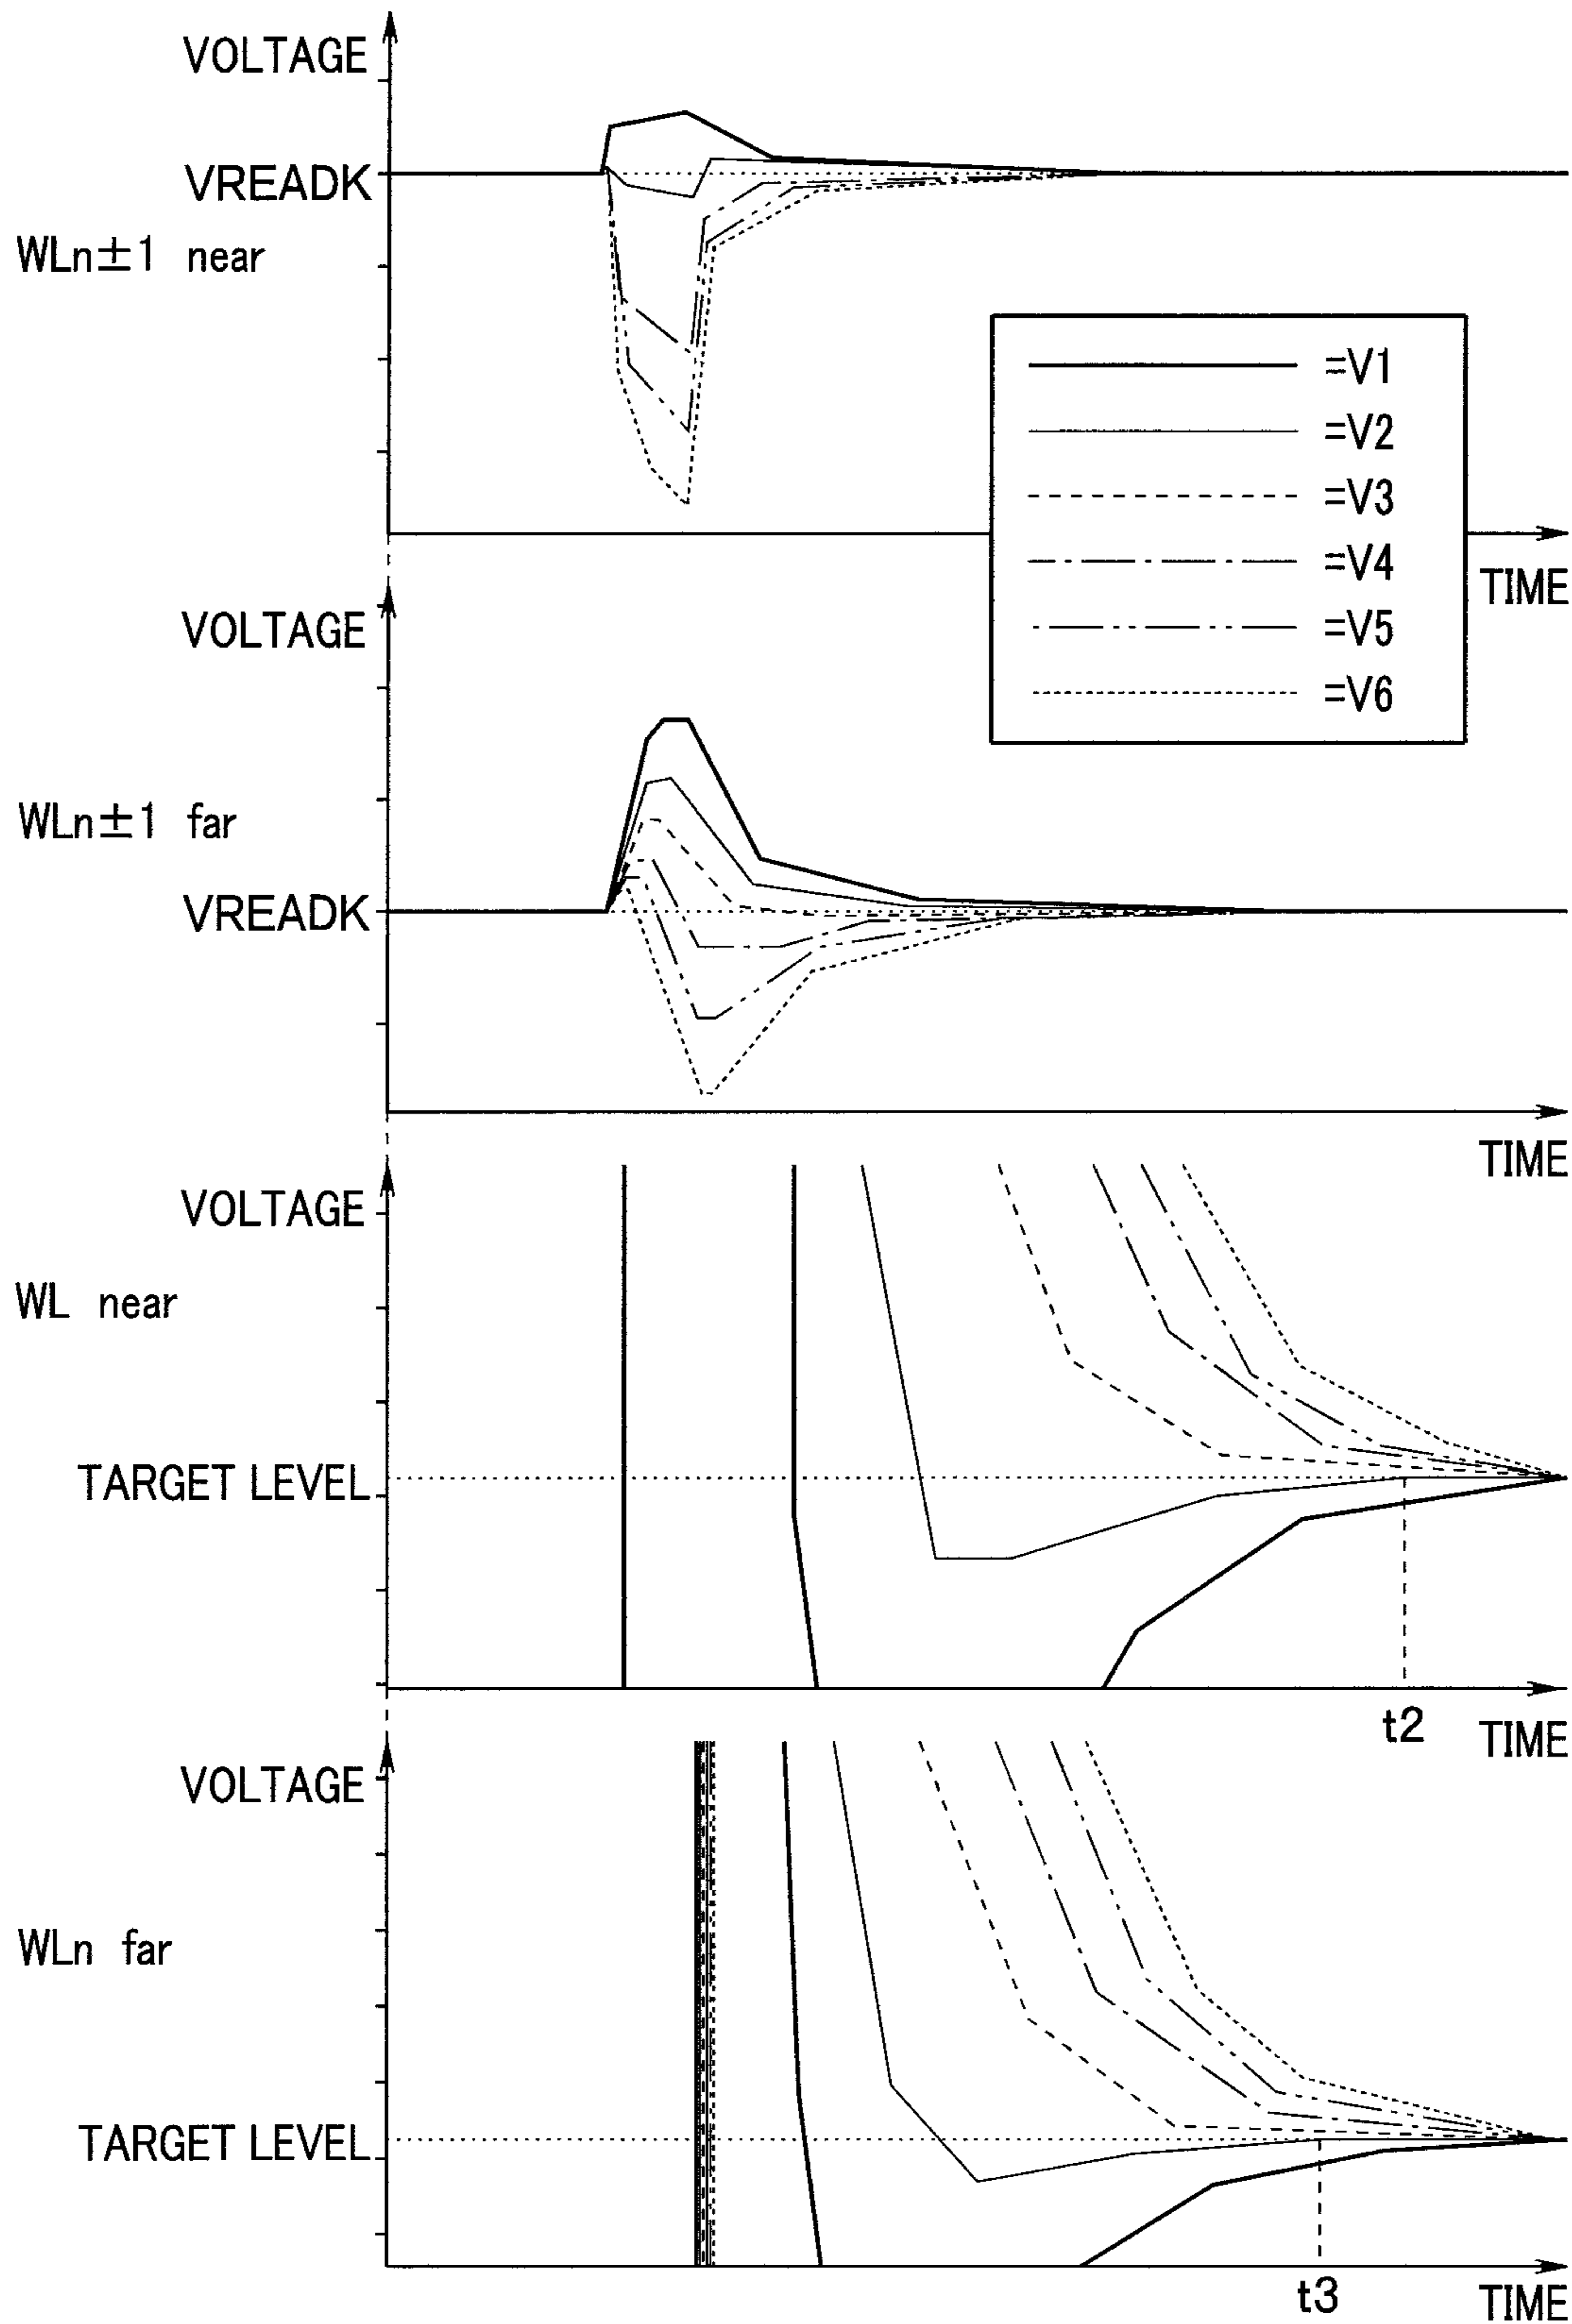 VOLTAGE
VREADK
WLn±1 near
=V1
=V2
=V3
=V4
=V5
=V6
TIME
VOLTAGE
WLn±1 far
VREADK
TIME
VOLTAGE
WL near
TARGET LEVEL
t2
TIME
VOLTAGE
WLn far
TARGET LEVEL
t3
TIME